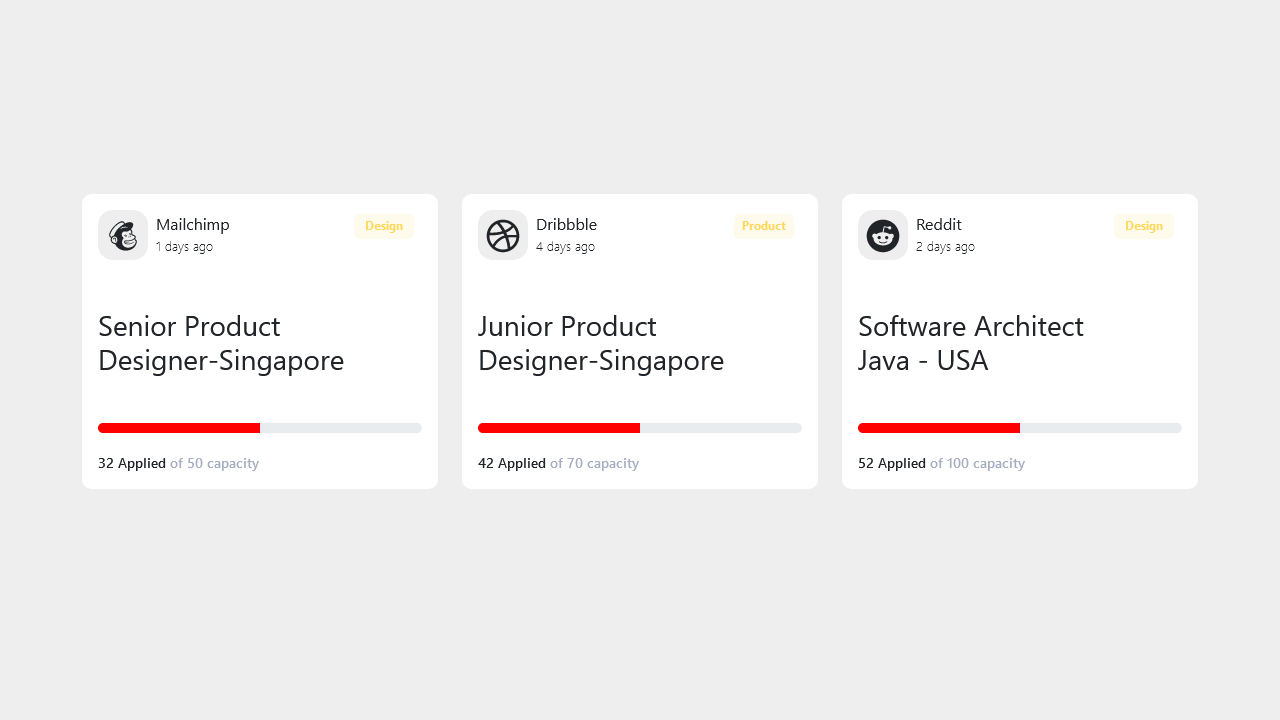 Mailchimp
1 days ago
Design
Senior Product
Designer-Singapore
32 Applied of 50 capacity
Dribbble
4 days ago
Product
Junior Product
Designer-Singapore
42 Applied of 70 capacity
Reddit
2 days ago
Design
Software Architect
Java - USA
52 Applied of 100 capacity